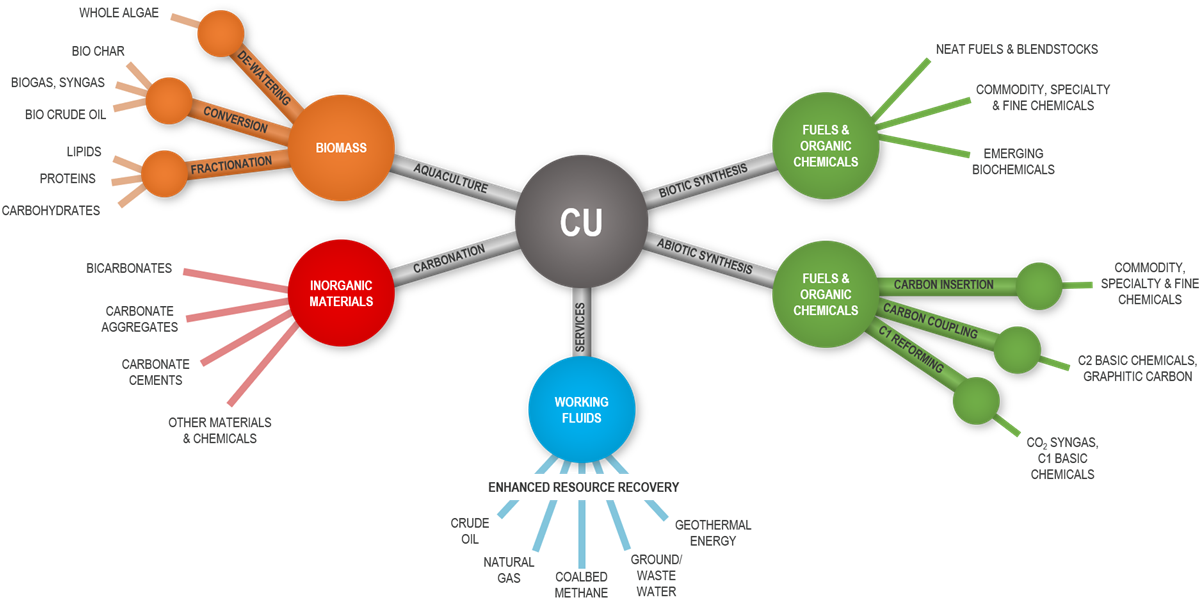 WHOLE ALGAE
DE-WATERING
BIO CHAR
BIOGAS, SYNGAS
BIO CRUDE OIL
CONVERSION
LIPIDS
PROTEINS
CARBOHYDRATES
FRACTIONATION
BIOMASS
AQUACULTURE
CU
BIOTIC SYNTHESIS
FUELS &
ORGANIC
CHEMICALS
NEAT FUELS & BLENDSTOCKS
COMMODITY, SPECIALTY
& FINE CHEMICALS
EMERGING
BIOCHEMICALS
CARBONATION
INORGANIC
MATERIALS
BICARBONATES
CARBONATE
AGGREGATES
CARBONATE
CEMENTS
OTHER MATERIALS
& CHEMICALS
ABIOTIC SYNTHESIS
FUELS &
ORGANIC
CHEMICALS
CARBON INSERTION
COMMODITY,
SPECIALTY & FINE
CHEMICALS
CARBON COUPLING
C2 BASIC CHEMICALS,
GRAPHITIC CARBON
C1 REFORMING
CO₂ SYNGAS,
C1 BASIC
CHEMICALS
SERVICES
WORKING
FLUIDS
ENHANCED RESOURCE RECOVERY
CRUDE
OIL
NATURAL
GAS
COALBED
METHANE
GROUND/
WASTE
WATER
GEOTHERMAL
ENERGY